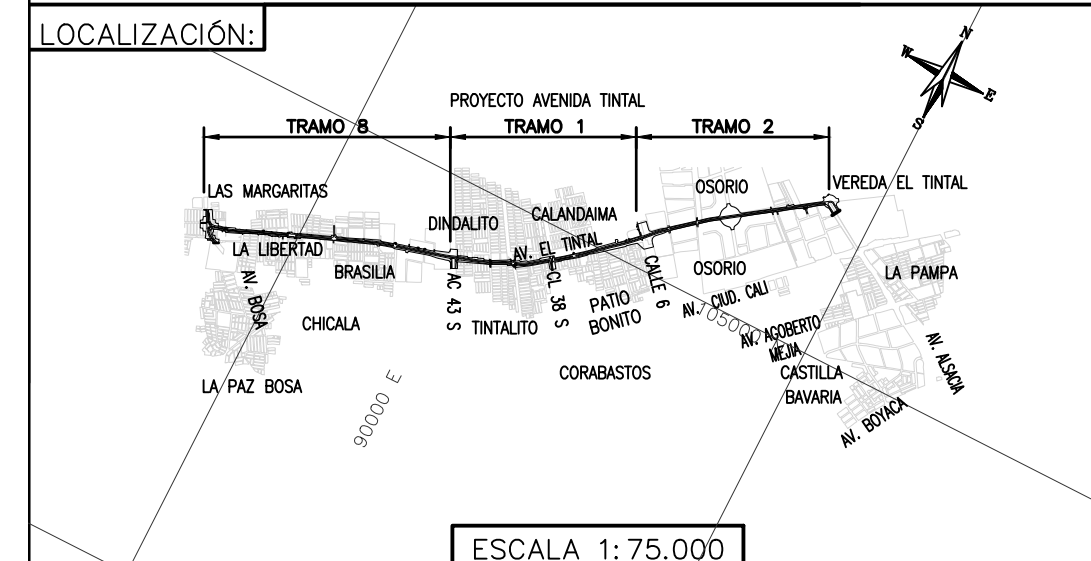 LOCALIZACIÓN:
N
W
E
S
PROYECTO AVENIDA TINTAL
TRAMO 8
TRAMO 1
TRAMO 2
LAS MARGARITAS
OSORIO
VEREDA EL TINTAL
DINDALITO
CALANDAIMA
LA LIBERTAD
AV. EL TINTAL
BRASILIA
OSORIO
LA PAMPA
AV. BOSA
AC 43 S
CL 38 S
CALLE 6
AV. CIUD. CALI
CHICALA
TINTALITO
PATIO
BONITO
105000
AV. AGOBERTO
MEJIA
AV. ALSACIA
LA PAZ BOSA
90000 E
CORABASTOS
CASTILLA
BAVARIA
AV. BOYACA
ESCALA 1:75.000